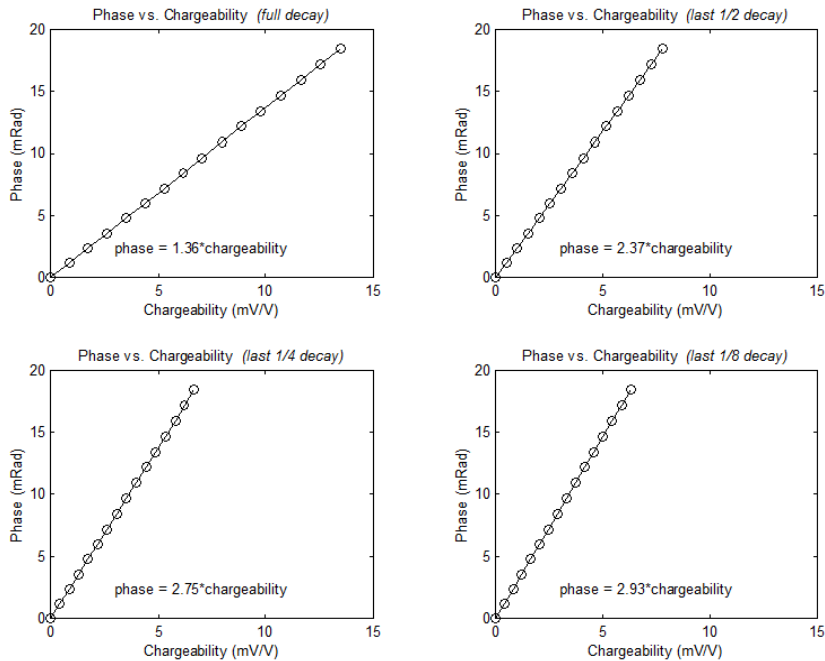 Phase vs. Chargeability (full decay)
20
15
10
5
0
Phase (mRad)
phase = 1.36*chargeability
0 5 10 15
Chargeability (mV/V)
Phase vs. Chargeability (last 1/2 decay)
20
15
10
5
0
Phase (mRad)
phase = 2.37*chargeability
0 5 10 15
Chargeability (mV/V)
Phase vs. Chargeability (last 1/4 decay)
20
15
10
5
0
Phase (mRad)
phase = 2.75*chargeability
0 5 10 15
Chargeability (mV/V)
Phase vs. Chargeability (last 1/8 decay)
20
15
10
5
0
Phase (mRad)
phase = 2.93*chargeability
0 5 10 15
Chargeability (mV/V)